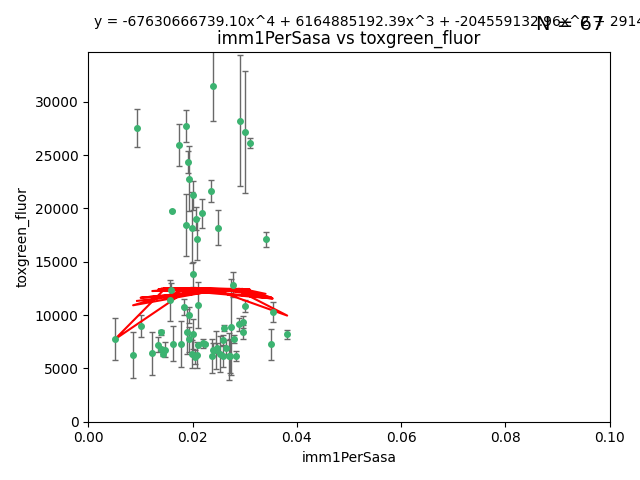 y = -67630666739.10x^4 + 6164885192.39x^3 +
N = 67
imm1PerSasa vs toxgreen_fluor
toxgreen_fluor
30000
25000
20000
15000
10000
5000
0
0.00 0.02 0.04 0.06 0.08 0.10
imm1PerSasa